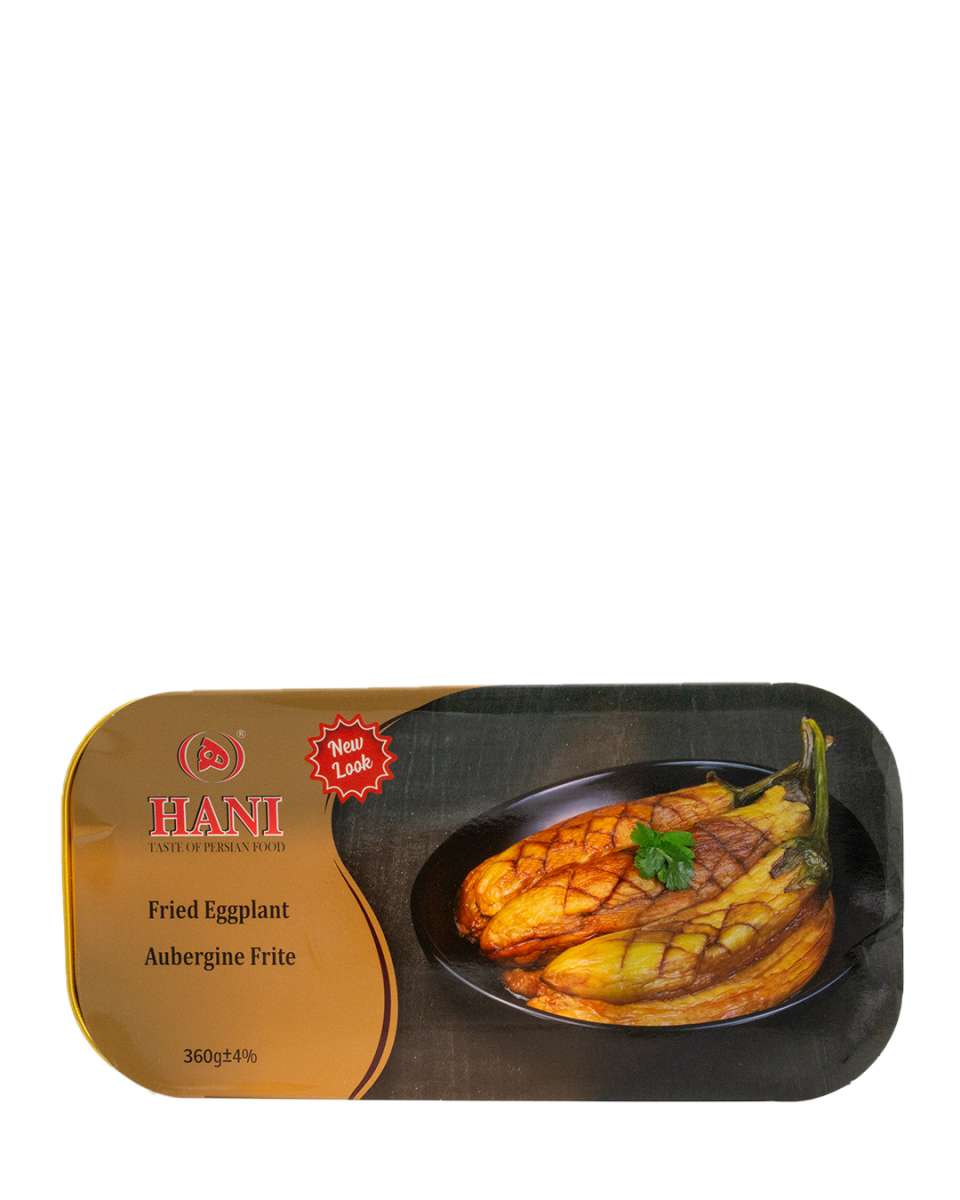 ®
HANI
TASTE OF PERSIAN FOOD
New
Look
Fried Eggplant
Aubergine Frite
360g±4%